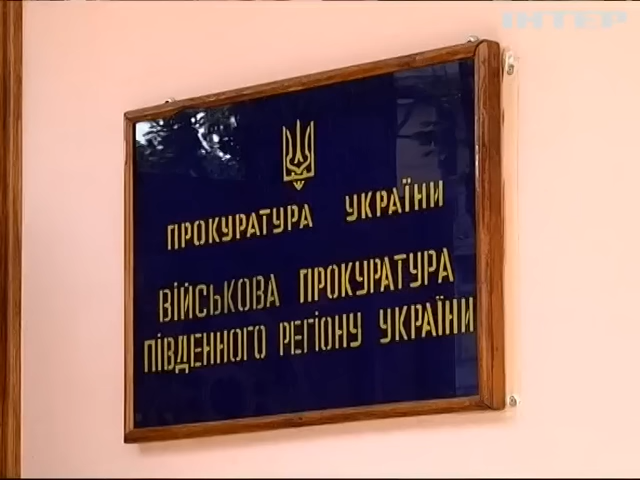 ІНТЕР
ПРОКУРАТУРА УКРАЇНИ
ВІЙСЬКОВА ПРОКУРАТУРА
ПІВДЕННОГО РЕГІОНУ УКРАЇНИ